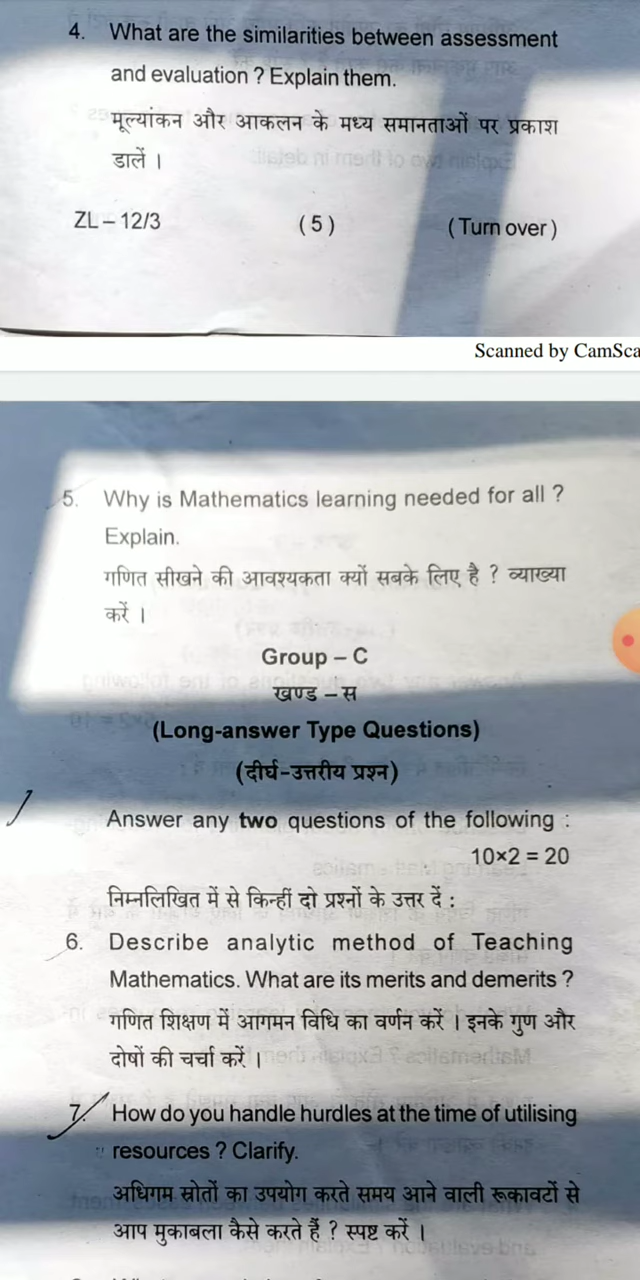 4. What are the similarities between assessment
and evaluation ? Explain them.
मूल्यांकन और आकलन के मध्य समानताओं पर प्रकाश
डालें ।
ZL – 12/3 (5) (Turn over)
Scanned by CamSca
5. Why is Mathematics learning needed for all ?
Explain.
गणित सीखने की आवश्यकता क्यों सबके लिए है ? व्याख्या
करें ।
Group – C
खण्ड – स
(Long-answer Type Questions)
(दीर्घ-उत्तरीय प्रश्न)
Answer any two questions of the following :
10×2 = 20
निम्नलिखित में से किन्हीं दो प्रश्नों के उत्तर दें :
6. Describe analytic method of Teaching
Mathematics. What are its merits and demerits ?
गणित शिक्षण में आगमन विधि का वर्णन करें । इनके गुण और
दोषों की चर्चा करें ।
7. How do you handle hurdles at the time of utilising
resources ? Clarify.
अधिगम स्रोतों का उपयोग करते समय आने वाली रूकावटों से
आप मुकाबला कैसे करते हैं ? स्पष्ट करें ।